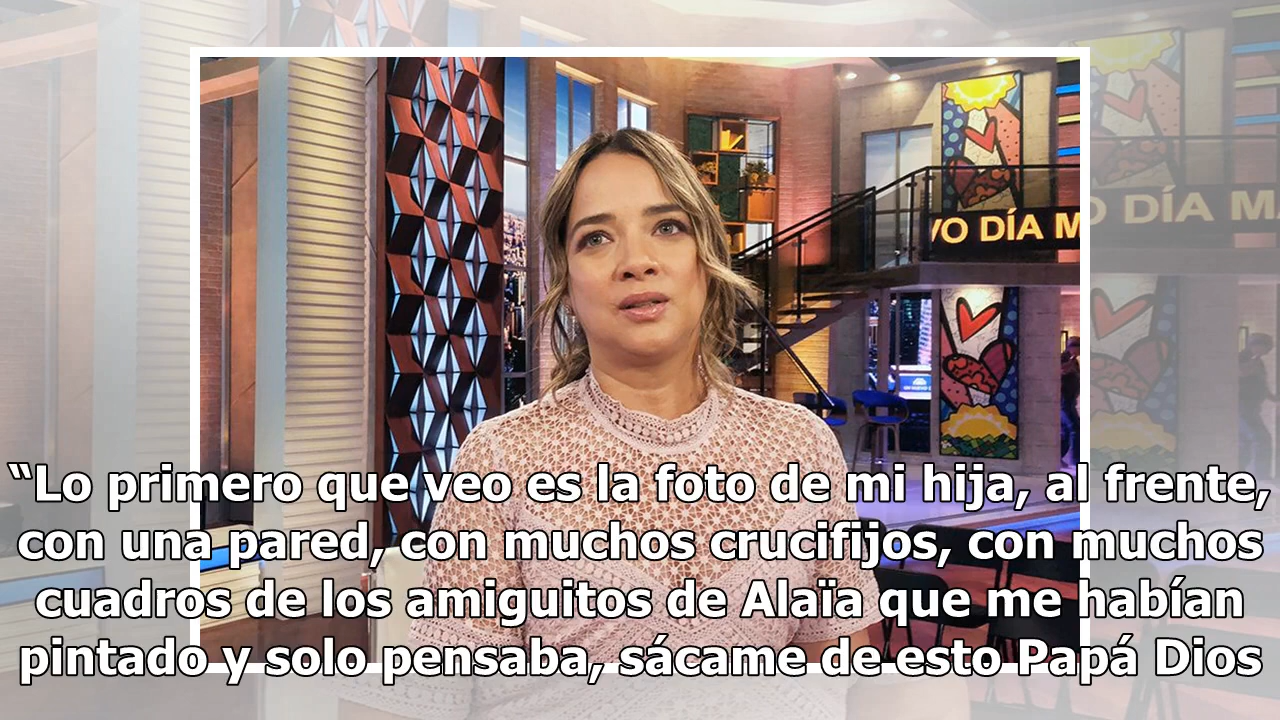 VO DÍA M
O DÍA M
“Lo primero que veo es la foto de mi hija, al frente,
con una pared, con muchos crucifijos, con muchos
cuadros de los amiguitos de Alaïa que me habían
pintado y solo pensaba, sácame de esto Papá Dios